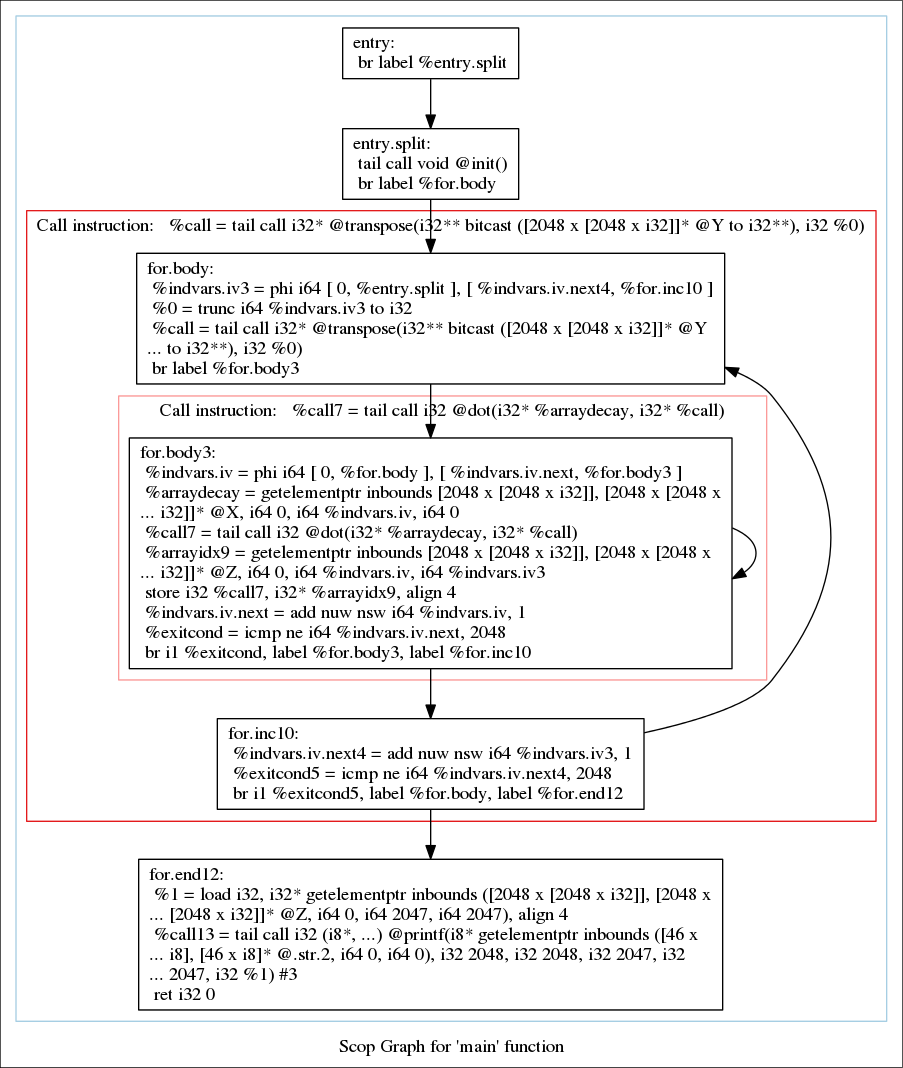 entry:
br label %entry.split
entry.split:
tail call void @init()
br label %for.body
Call instruction: %call = tail call i32* @transpose(i32** bitcast ([2048 x [2048 x i32]]* @Y to i32**), i32 %0)
for.body:
%indvars.iv3 = phi i64 [ 0, %entry.split ], [ %indvars.iv.next4, %for.inc10 ]
%0 = trunc i64 %indvars.iv3 to i32
%call = tail call i32* @transpose(i32** bitcast ([2048 x [2048 x i32]]* @Y
... to i32**), i32 %0)
br label %for.body3
Call instruction: %call7 = tail call i32 @dot(i32* %arraydecay, i32* %call)
for.body3:
%indvars.iv = phi i64 [ 0, %for.body ], [ %indvars.iv.next, %for.body3 ]
%arraydecay = getelementptr inbounds [2048 x [2048 x i32]], [2048 x [2048 x
... i32]]* @X, i64 0, i64 %indvars.iv, i64 0
%call7 = tail call i32 @dot(i32* %arraydecay, i32* %call)
%arrayidx9 = getelementptr inbounds [2048 x [2048 x i32]], [2048 x [2048 x
... i32]]* @Z, i64 0, i64 %indvars.iv, i64 %indvars.iv3
store i32 %call7, i32* %arrayidx9, align 4
%indvars.iv.next = add nuw nsw i64 %indvars.iv, 1
%exitcond = icmp ne i64 %indvars.iv.next, 2048
br i1 %exitcond, label %for.body3, label %for.inc10
for.inc10:
%indvars.iv.next4 = add nuw nsw i64 %indvars.iv3, 1
%exitcond5 = icmp ne i64 %indvars.iv.next4, 2048
br i1 %exitcond5, label %for.body, label %for.end12
for.end12:
%1 = load i32, i32* getelementptr inbounds ([2048 x [2048 x i32]], [2048 x
... [2048 x i32]]* @Z, i64 0, i64 2047, i64 2047), align 4
%call13 = tail call i32 (i8*, ...) @printf(i8* getelementptr inbounds ([46 x
... i8], [46 x i8]* @.str.2, i64 0, i64 0), i32 2048, i32 2048, i32 2047, i32
... 2047, i32 %1) #3
ret i32 0
Scop Graph for 'main' function